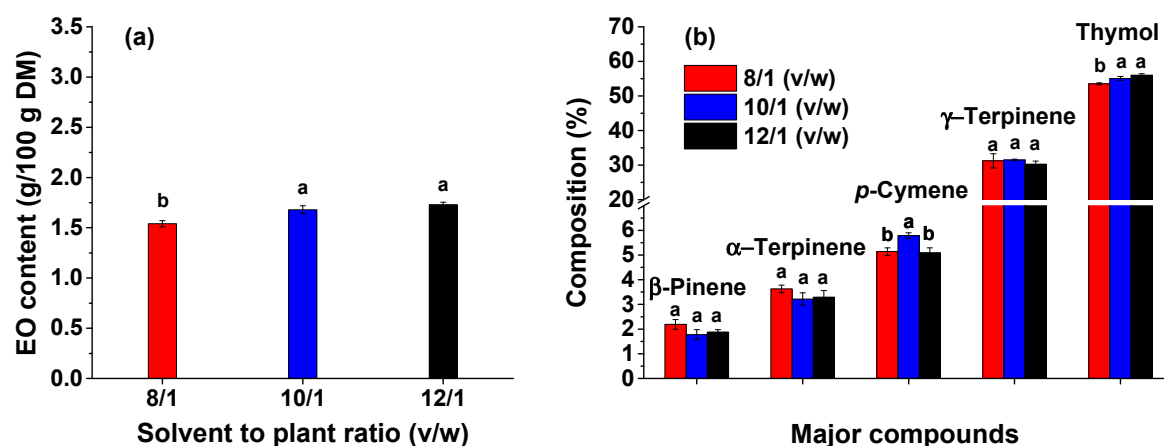 (a)
EO content (g/100 g DM)
3.5
3.0
2.5
2.0
1.5
1.0
0.5
0.0
b
a
a
8/1
10/1
12/1
Solvent to plant ratio (v/w)
(b)
Composition (%)
70
60
50
40
30
20
6
5
4
3
2
1
0
8/1 (v/w)
10/1 (v/w)
12/1 (v/w)
β-Pinene
a a a
α–Terpinene
a a a
p-Cymene
b a b
γ–Terpinene
a a a
Thymol
b a a
Major compounds